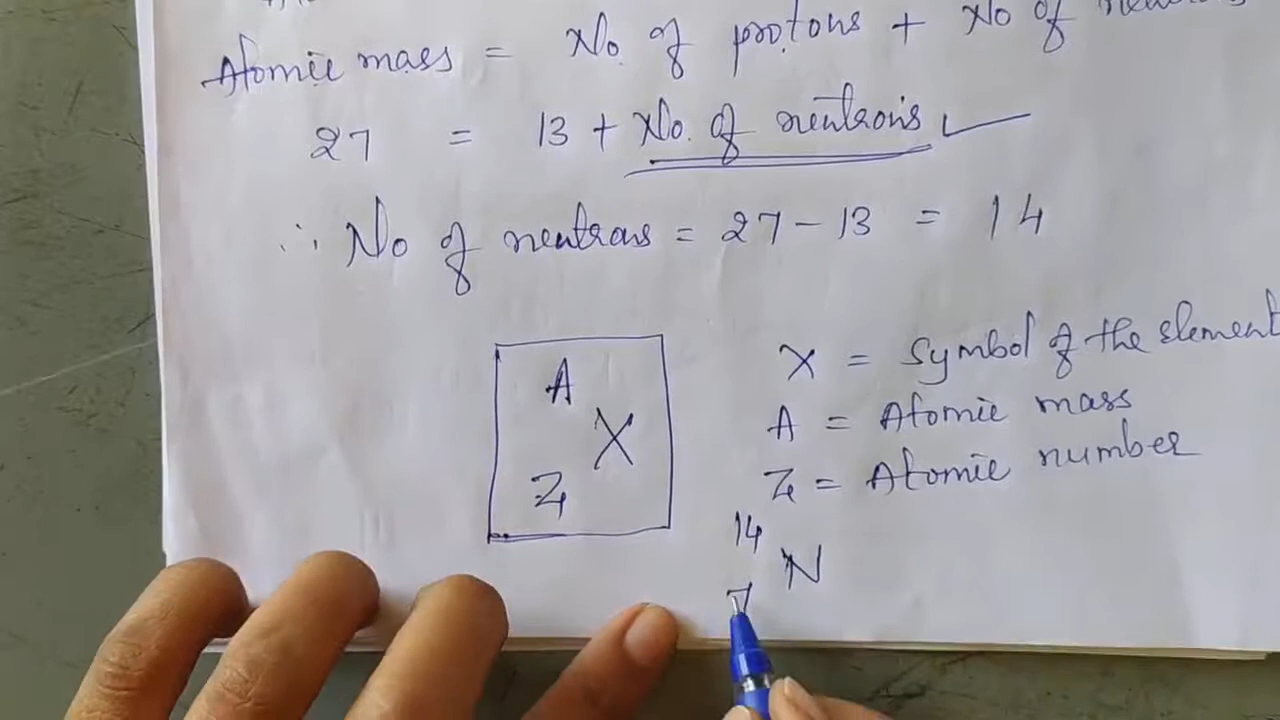 Atomic mass = No. of protons + No of
27 = 13 + No. of neutrons
∴ No of neutrons = 27 - 13 = 14
A
X
Z
X = Symbol of the element
A = Atomic mass
Z = Atomic number
14
N
7